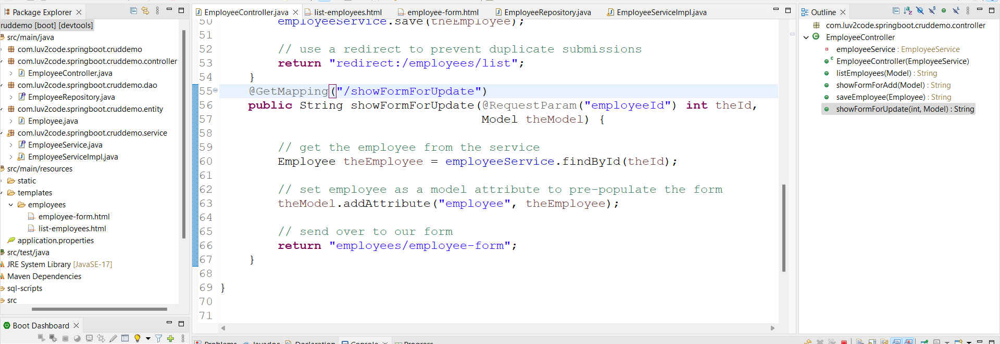 Package Explorer
ruddemo [boot] [devtools]
src/main/java
com.luv2code.springboot.cruddemo
com.luv2code.springboot.cruddemo.controller
EmployeeController.java
com.luv2code.springboot.cruddemo.dao
EmployeeRepository.java
com.luv2code.springboot.cruddemo.entity
Employee.java
com.luv2code.springboot.cruddemo.service
EmployeeService.java
EmployeeServiceImpl.java
src/main/resources
static
templates
employees
employee-form.html
list-employees.html
application.properties
src/test/java
JRE System Library [JavaSE-17]
Maven Dependencies
sql-scripts
src
Boot Dashboard
EmployeeController.java list-employees.html employee-form.html EmployeeRepository.java EmployeeServiceImpl.java
50 employeeService.save(theEmployee);
51
52 // use a redirect to prevent duplicate submissions
53 return "redirect:/employees/list";
54 }
55 @GetMapping("/showFormForUpdate")
56 public String showFormForUpdate(@RequestParam("employeeId") int theId,
57 Model theModel) {
58
59 // get the employee from the service
60 Employee theEmployee = employeeService.findById(theId);
61
62 // set employee as a model attribute to pre-populate the form
63 theModel.addAttribute("employee", theEmployee);
64
65 // send over to our form
66 return "employees/employee-form";
67 }
68
69 }
70
71
Problems Javadoc Declaration Console Progress
Outline
com.luv2code.springboot.cruddemo.controller
EmployeeController
employeeService : EmployeeService
EmployeeController(EmployeeService)
listEmployees(Model) : String
showFormForAdd(Model) : String
saveEmployee(Employee) : String
showFormForUpdate(int, Model) : String